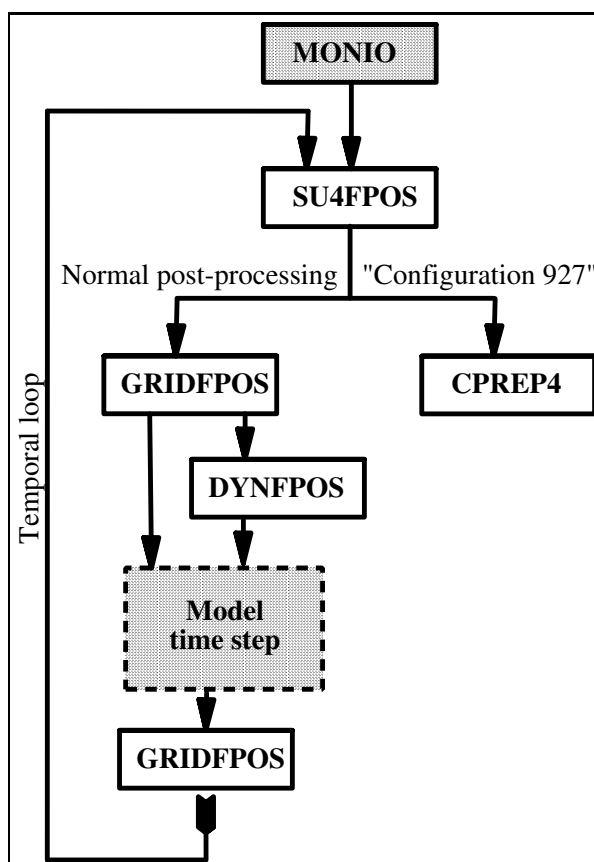 MONIO
SU4FPOS
Normal post-processing
"Configuration 927"
GRIDFPOS
CPREP4
Temporal loop
DYNFPOS
Model
time step
GRIDFPOS